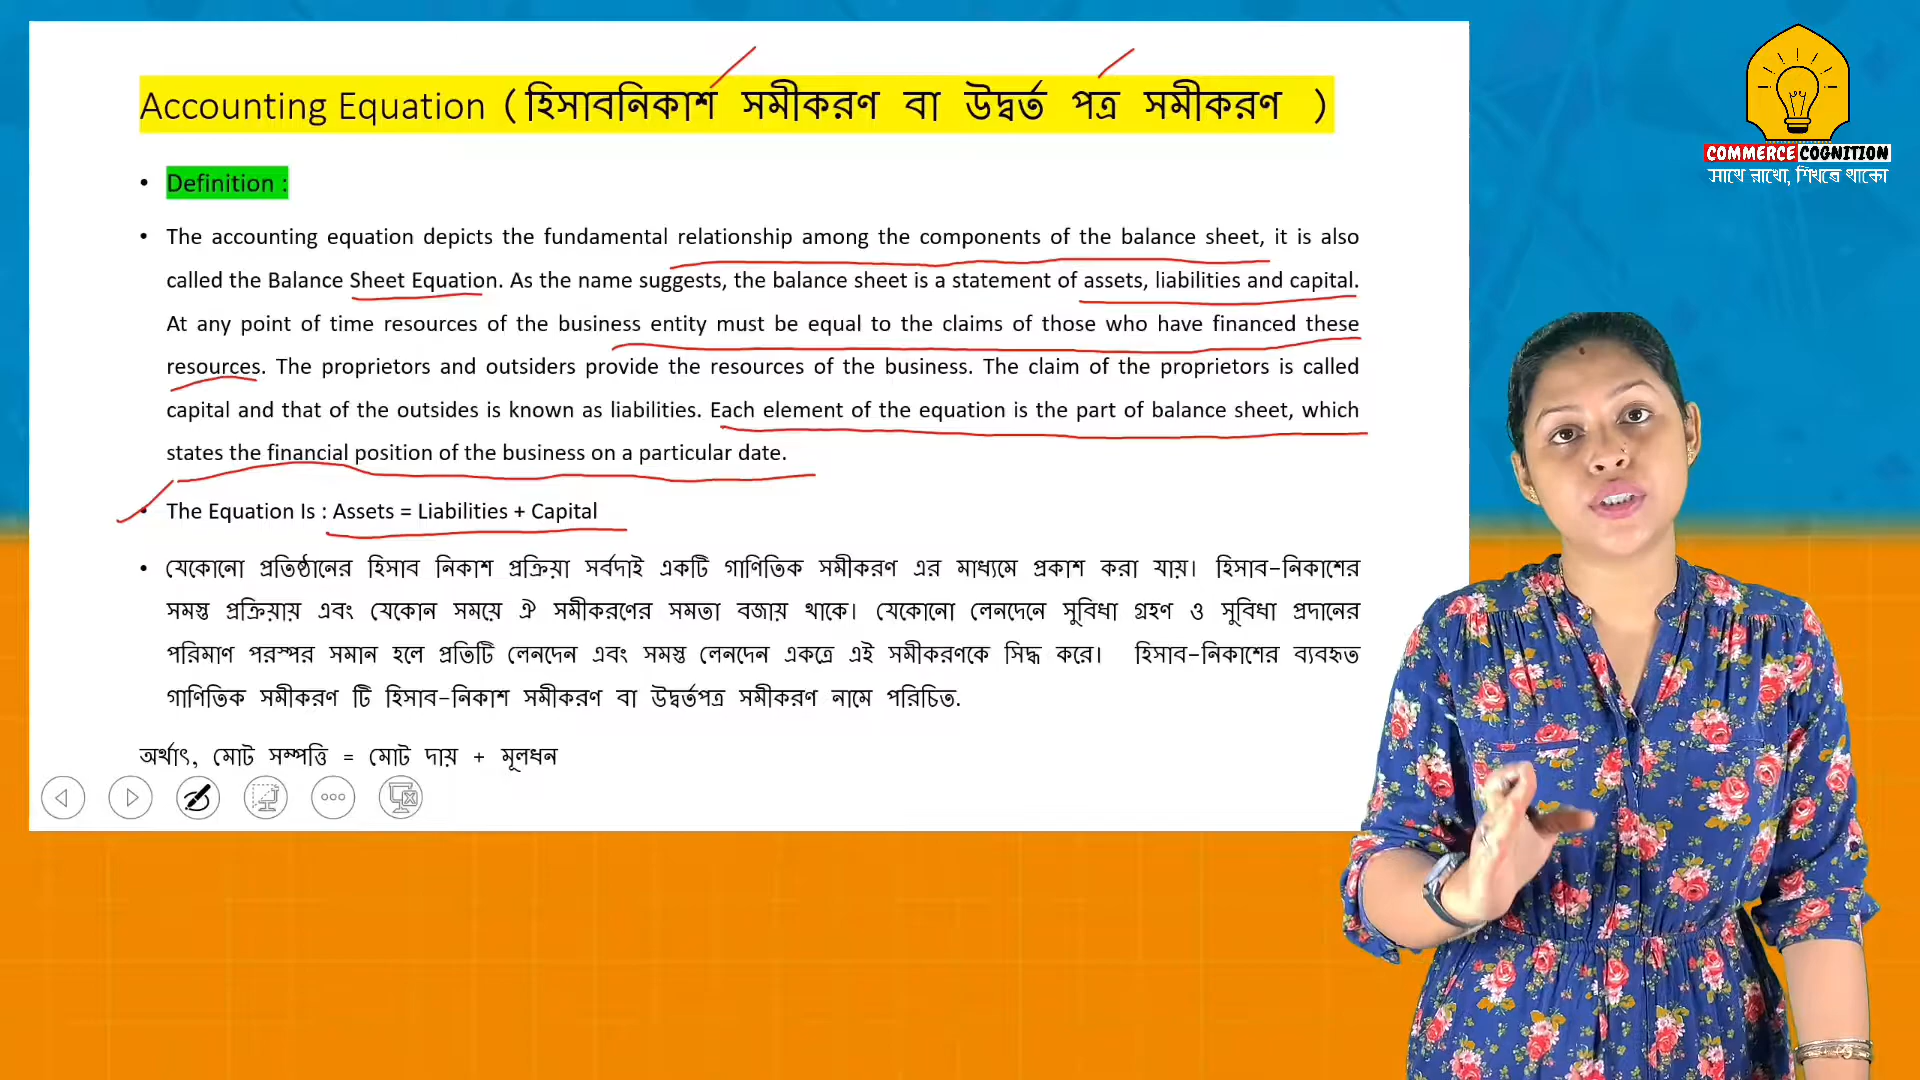 Accounting Equation (হিসাবনিকাশ সমীকরণ বা উদ্বর্ত পত্র সমীকরণ )
COMMERCE COGNITION
সাথে রাখো, শিখতে থাকো
• Definition :
• The accounting equation depicts the fundamental relationship among the components of the balance sheet, it is also
called the Balance Sheet Equation. As the name suggests, the balance sheet is a statement of assets, liabilities and capital.
At any point of time resources of the business entity must be equal to the claims of those who have financed these
resources. The proprietors and outsiders provide the resources of the business. The claim of the proprietors is called
capital and that of the outsides is known as liabilities. Each element of the equation is the part of balance sheet, which
states the financial position of the business on a particular date.
• The Equation Is : Assets = Liabilities + Capital
• যেকোনো প্রতিষ্ঠানের হিসাব নিকাশ প্রক্রিয়া সর্বদাই একটি গাণিতিক সমীকরণ এর মাধ্যমে প্রকাশ করা যায়। হিসাব-নিকাশের
সমস্ত প্রক্রিয়ায় এবং যেকোন সময়ে ঐ সমীকরণের সমতা বজায় থাকে। যেকোনো লেনদেনে সুবিধা গ্রহণ ও সুবিধা প্রদানের
পরিমাণ পরস্পর সমান হলে প্রতিটি লেনদেন এবং সমস্ত লেনদেন একত্রে এই সমীকরণকে সিদ্ধ করে। হিসাব-নিকাশের ব্যবহৃত
গাণিতিক সমীকরণ টি হিসাব-নিকাশ সমীকরণ বা উদ্বর্তপত্র সমীকরণ নামে পরিচিত.
অর্থাৎ, মোট সম্পত্তি = মোট দায় + মূলধন